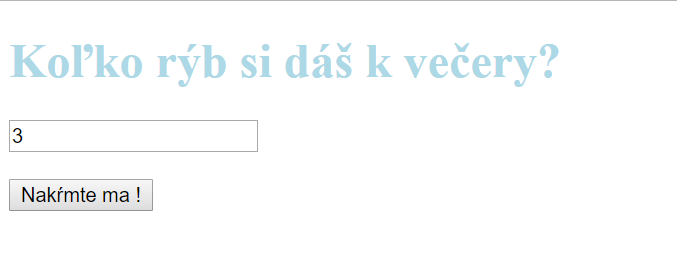 Koľko rýb si dáš k večery?
3
Nakŕmte ma !